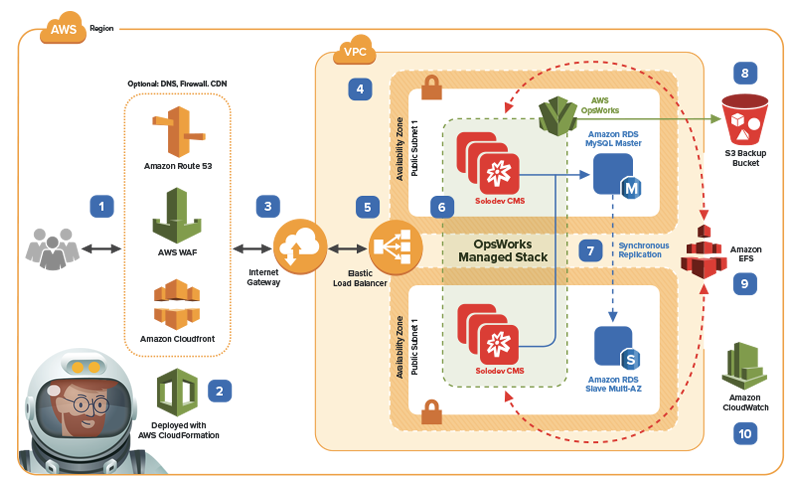 AWS
Region
VPC
Optional: DNS, Firewall. CDN
Amazon Route 53
AWS WAF
Amazon Cloudfront
1
2
Deployed with
AWS CloudFormation
3
Internet
Gateway
4
5
Elastic
Load Balancer
6
Availability Zone
Public Subnet 1
Solodev CMS
AWS
OpsWorks
Amazon RDS
MySQL Master
M
OpsWorks
Managed Stack
7
Synchronous
Replication
Availability Zone
Public Subnet 1
Solodev CMS
S
Amazon RDS
Slave Multi-AZ
8
S3 Backup
Bucket
Amazon
EFS
9
Amazon
CloudWatch
10